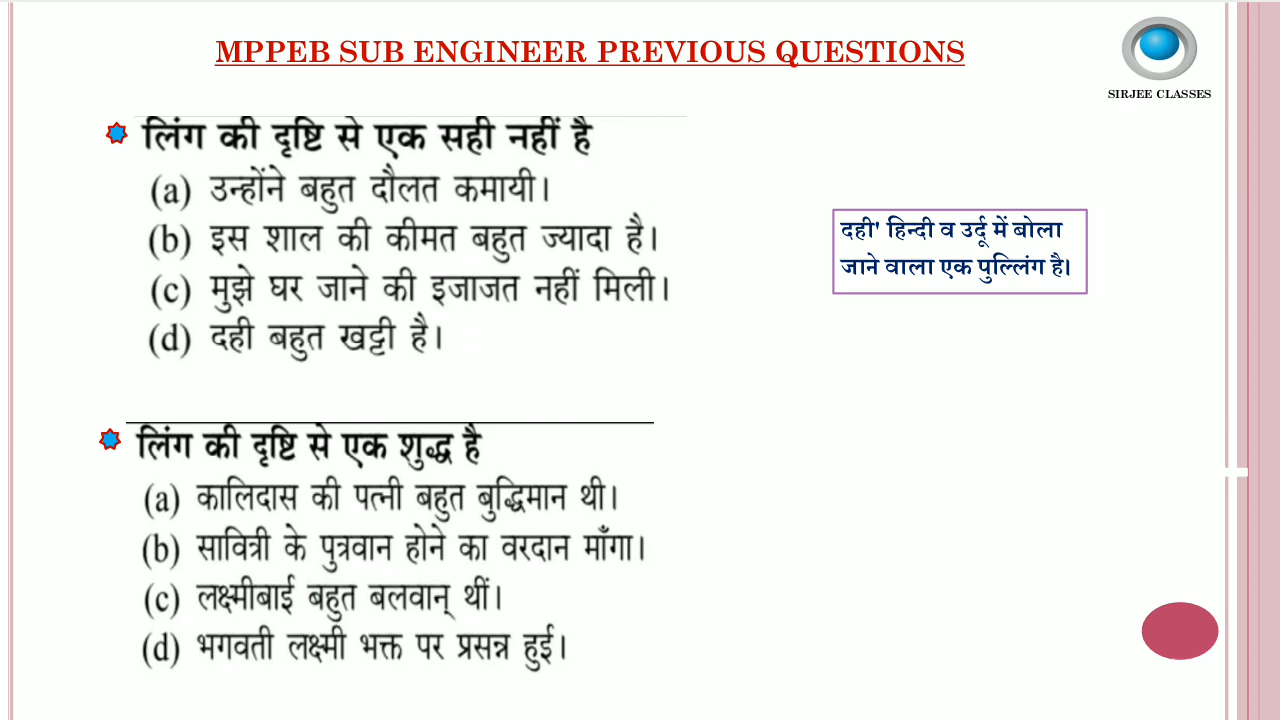 MPPEB SUB ENGINEER PREVIOUS QUESTIONS
SIRJEE CLASSES
लिंग की दृष्टि से एक सही नहीं है
(a) उन्होंने बहुत दौलत कमायी।
(b) इस शाल की कीमत बहुत ज्यादा है।
(c) मुझे घर जाने की इजाजत नहीं मिली।
(d) दही बहुत खट्टी है।
दही' हिन्दी व उर्दू में बोला
जाने वाला एक पुल्लिंग है।
लिंग की दृष्टि से एक शुद्ध है
(a) कालिदास की पत्नी बहुत बुद्धिमान थी।
(b) सावित्री के पुत्रवान होने का वरदान माँगा।
(c) लक्ष्मीबाई बहुत बलवान् थीं।
(d) भगवती लक्ष्मी भक्त पर प्रसन्न हुई।